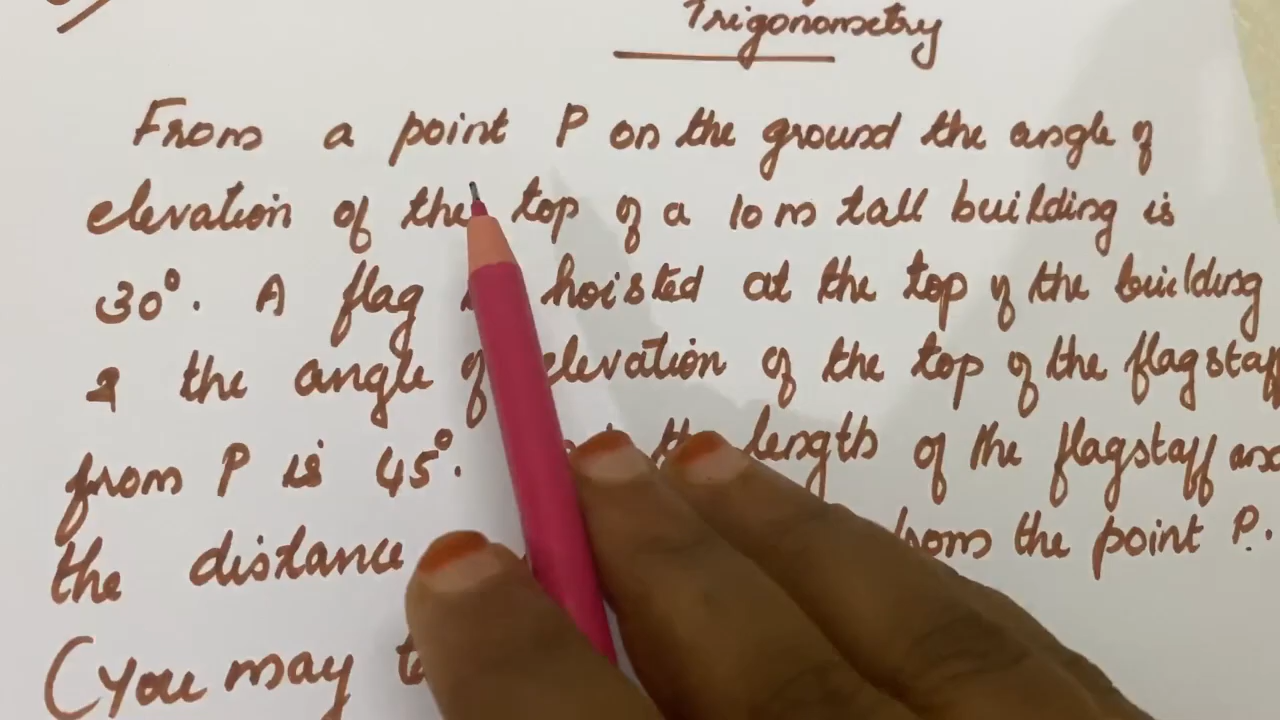 Trigonometry
From a point P on the ground the angle of
elevation of the top of a 10 m tall building is
30°. A flag hoisted at the top of the building
& the angle of elevation of the top of the flagstaff
from P is 45°. the length of the flagstaff and
the distance from the point P.
(You may